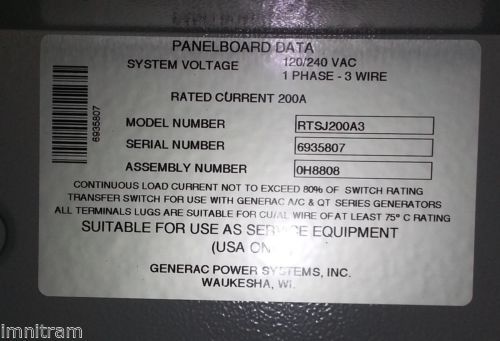 PANELBOARD DATA
SYSTEM VOLTAGE 120/240 VAC
1 PHASE - 3 WIRE
RATED CURRENT 200A
MODEL NUMBER RTSJ200A3
SERIAL NUMBER 6935807
ASSEMBLY NUMBER 0H8808
CONTINUOUS LOAD CURRENT NOT TO EXCEED 80% OF SWITCH RATING
TRANSFER SWITCH FOR USE WITH GENERAC A/C & QT SERIES GENERATORS
ALL TERMINALS LUGS ARE SUITABLE FOR CU/AL WIRE OF AT LEAST 75° C RATING
SUITABLE FOR USE AS SERVICE EQUIPMENT
(USA
GENERAC POWER SYSTEMS, INC.
WAUKESHA, WI.
6935807
imnitram